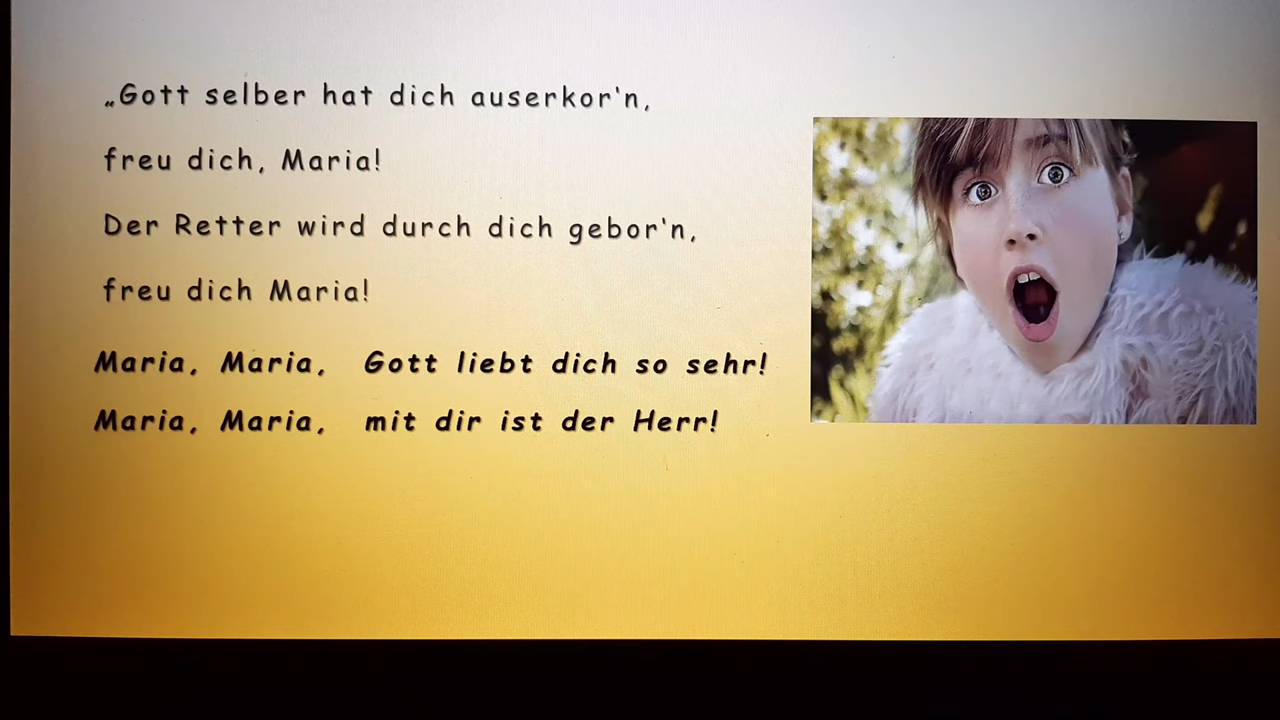 „Gott selber hat dich auserkor'n,
freu dich, Maria!
Der Retter wird durch dich gebor'n,
freu dich Maria!
Maria, Maria, Gott liebt dich so sehr!
Maria, Maria, mit dir ist der Herr!